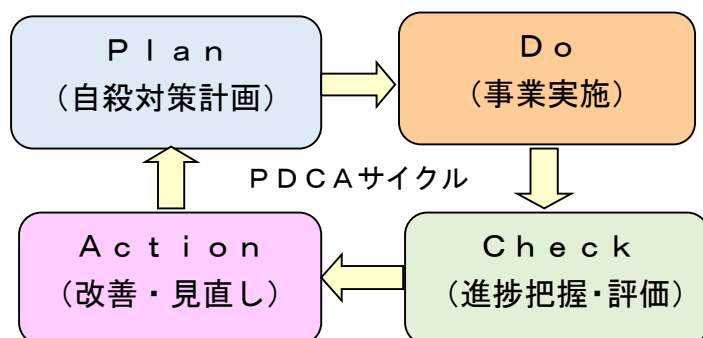 Ｐｌａｎ
（自殺対策計画）
Ｄｏ
（事業実施）
ＰＤＣＡサイクル
Ａｃｔｉｏｎ
（改善・見直し）
Ｃｈｅｃｋ
（進捗把握・評価）